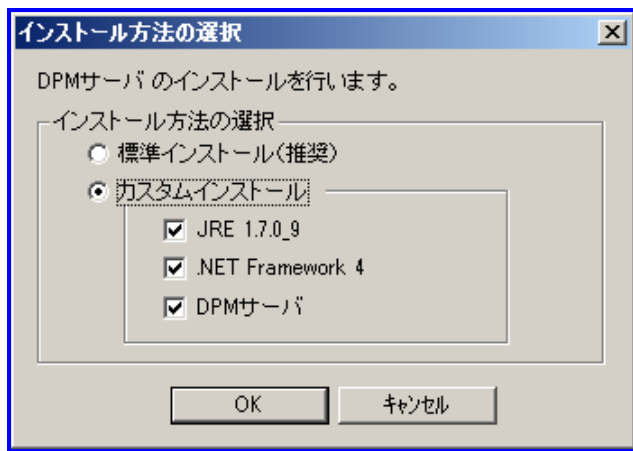 インストール方法の選択
DPMサーバ のインストールを行います。
インストール方法の選択
標準インストール(推奨)
カスタムインストール
JRE 1.7.0_9
.NET Framework 4
DPMサーバ
OK
キャンセル